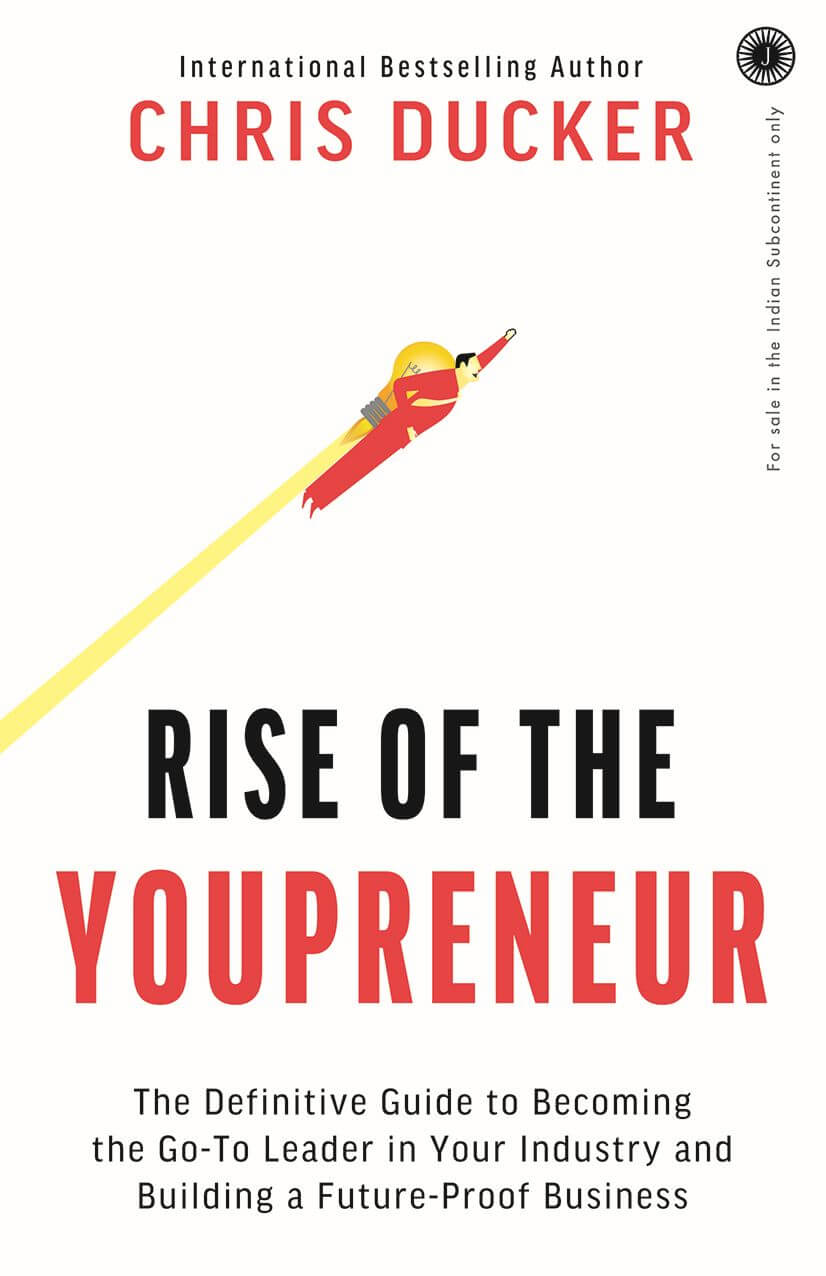 International Bestselling Author
CHRIS DUCKER
J
For sale in the Indian Subcontinent only
RISE OF THE
YOUPRENEUR
The Definitive Guide to Becoming
the Go-To Leader in Your Industry and
Building a Future-Proof Business